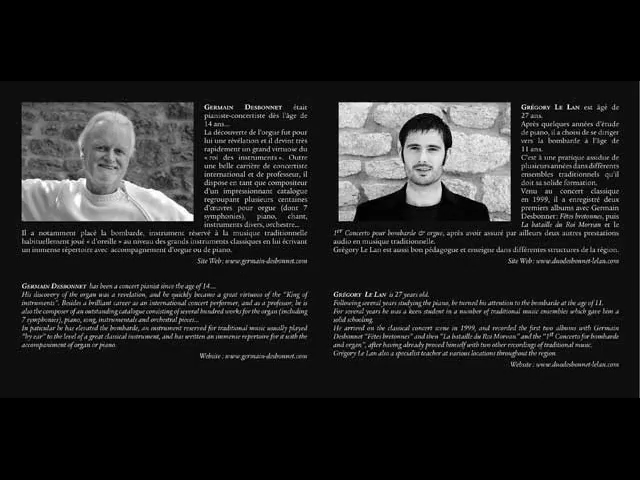 GERMAIN DESBONNET était
pianiste-concertiste dès l'âge de
14 ans...
La découverte de l'orgue fut pour
lui une révélation et il devint très
rapidement un grand virtuose du
« roi des instruments ». Outre
une belle carrière de concertiste
international et de professeur, il
dispose en tant que compositeur
d'un impressionnant catalogue
regroupant plusieurs centaines
d'œuvres pour orgue (dont 7
symphonies), piano, chant,
instruments divers, orchestre...
Il a notamment placé la bombarde, instrument réservé à la musique traditionnelle
habituellement joué « d'oreille » au niveau des grands instruments classiques en lui écrivant
un immense répertoire avec accompagnement d'orgue ou de piano.
Site Web : www.germain-desbonnet.com
GERMAIN DESBONNET has been a concert pianist since the age of 14....
His discovery of the organ was a revelation, and he quickly became a great virtuoso of the "King of
instruments". Besides a brilliant career as an international concert performer, and as a professor, he is
also the composer of an outstanding catalogue consisting of several hundred works for the organ (including
7 symphonies), piano, song, instrumentals and orchestral pieces...
In paticular he has elevated the bombarde, an instrument reserved for traditional music usually played
"by ear" to the level of a great classical instrument, and has written an immense repertoire for it with the
accompaniment of organ or piano.
Website : www.germain-desbonnet.com
GRÉGORY LE LAN est âgé de
27 ans.
Après quelques années d'étude
de piano, il a choisi de se diriger
vers la bombarde à l'âge de
11 ans.
C'est à une pratique assidue de
plusieurs années dans différents
ensembles traditionnels qu'il
doit sa solide formation.
Venu au concert classique
en 1999, il a enregistré deux
premiers albums avec Germain
Desbonnet: Fêtes bretonnes, puis
La bataille du Roi Morvan et le
1er Concerto pour bombarde & orgue, après avoir assuré par ailleurs deux autres prestations
audio en musique traditionnelle.
Grégory Le Lan est aussi bon pédagogue et enseigne dans différentes structures de la région.
Site Web : www.duodesbonnet-lelan.com
GRÉGORY LE LAN is 27 years old.
Following several years studying the piano, he turned his attention to the bombarde at the age of 11.
For several years he was a keen student in a number of traditional music ensembles which gave him a
solid schooling.
He arrived on the classical concert scene in 1999, and recorded the first two albums with Germain
Desbonnet "Fêtes bretonnes" and then "La bataille du Roi Morvan" and the "1st Concerto for bombarde
and organ", after having already proved himself with two other recordings of traditional music.
Grégory Le Lan also a specialist teacher at various locations throughout the region.
Website : www.duodesbonnet-lelan.com